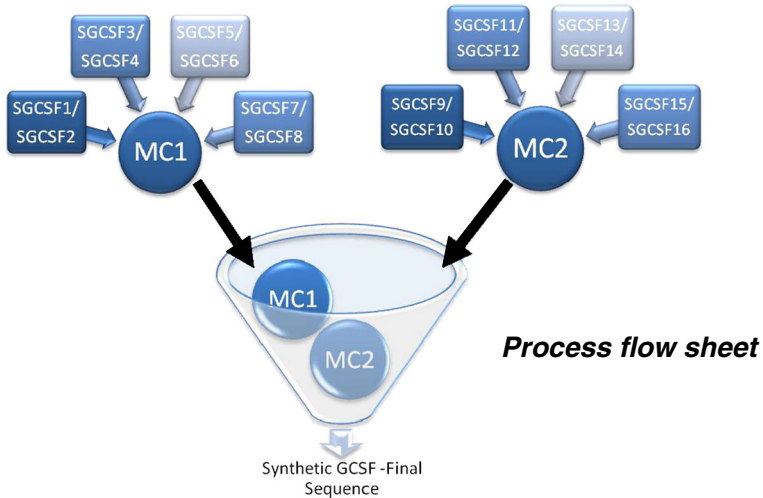 SGCSF3/
SGCSF4
SGCSF5/
SGCSF6
SGCSF1/
SGCSF2
SGCSF7/
SGCSF8
MC1
SGCSF11/
SGCSF12
SGCSF13/
SGCSF14
SGCSF9/
SGCSF10
SGCSF15/
SGCSF16
MC2
MC1
MC2
Process flow sheet
Synthetic GCSF -Final
Sequence